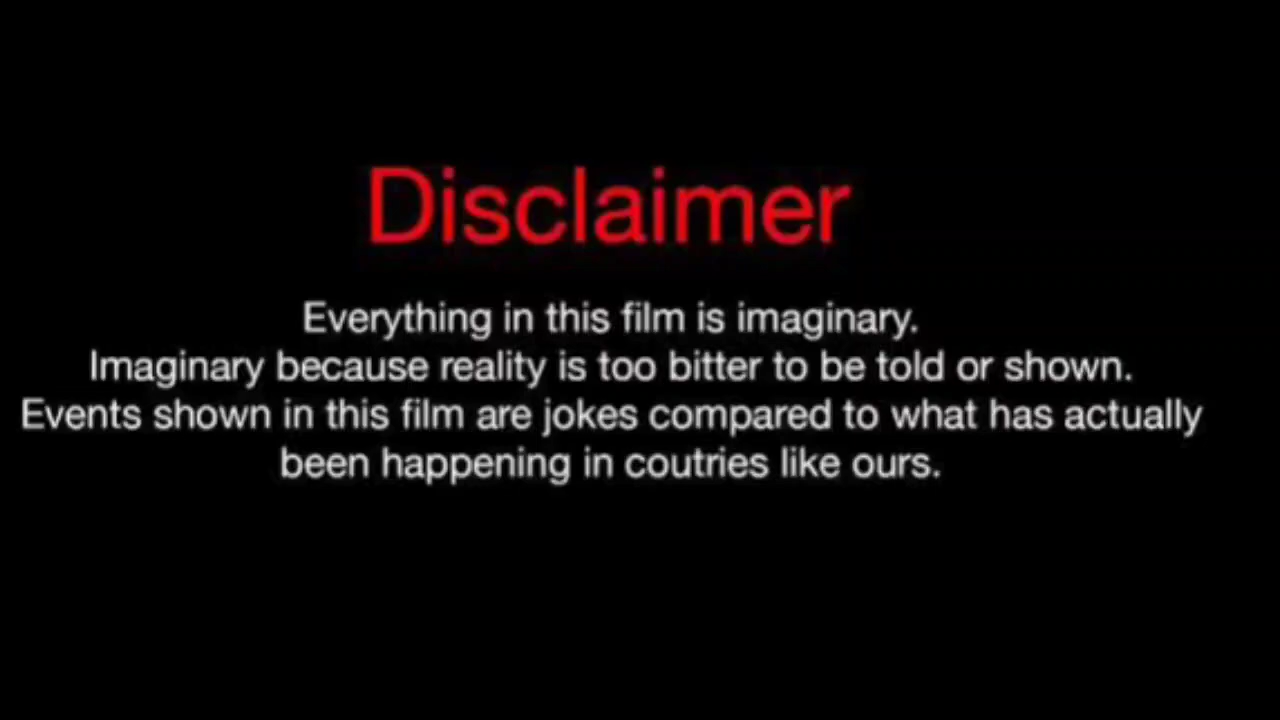 Disclaimer
Everything in this film is imaginary.
Imaginary because reality is too bitter to be told or shown.
Events shown in this film are jokes compared to what has actually
been happening in coutries like ours.